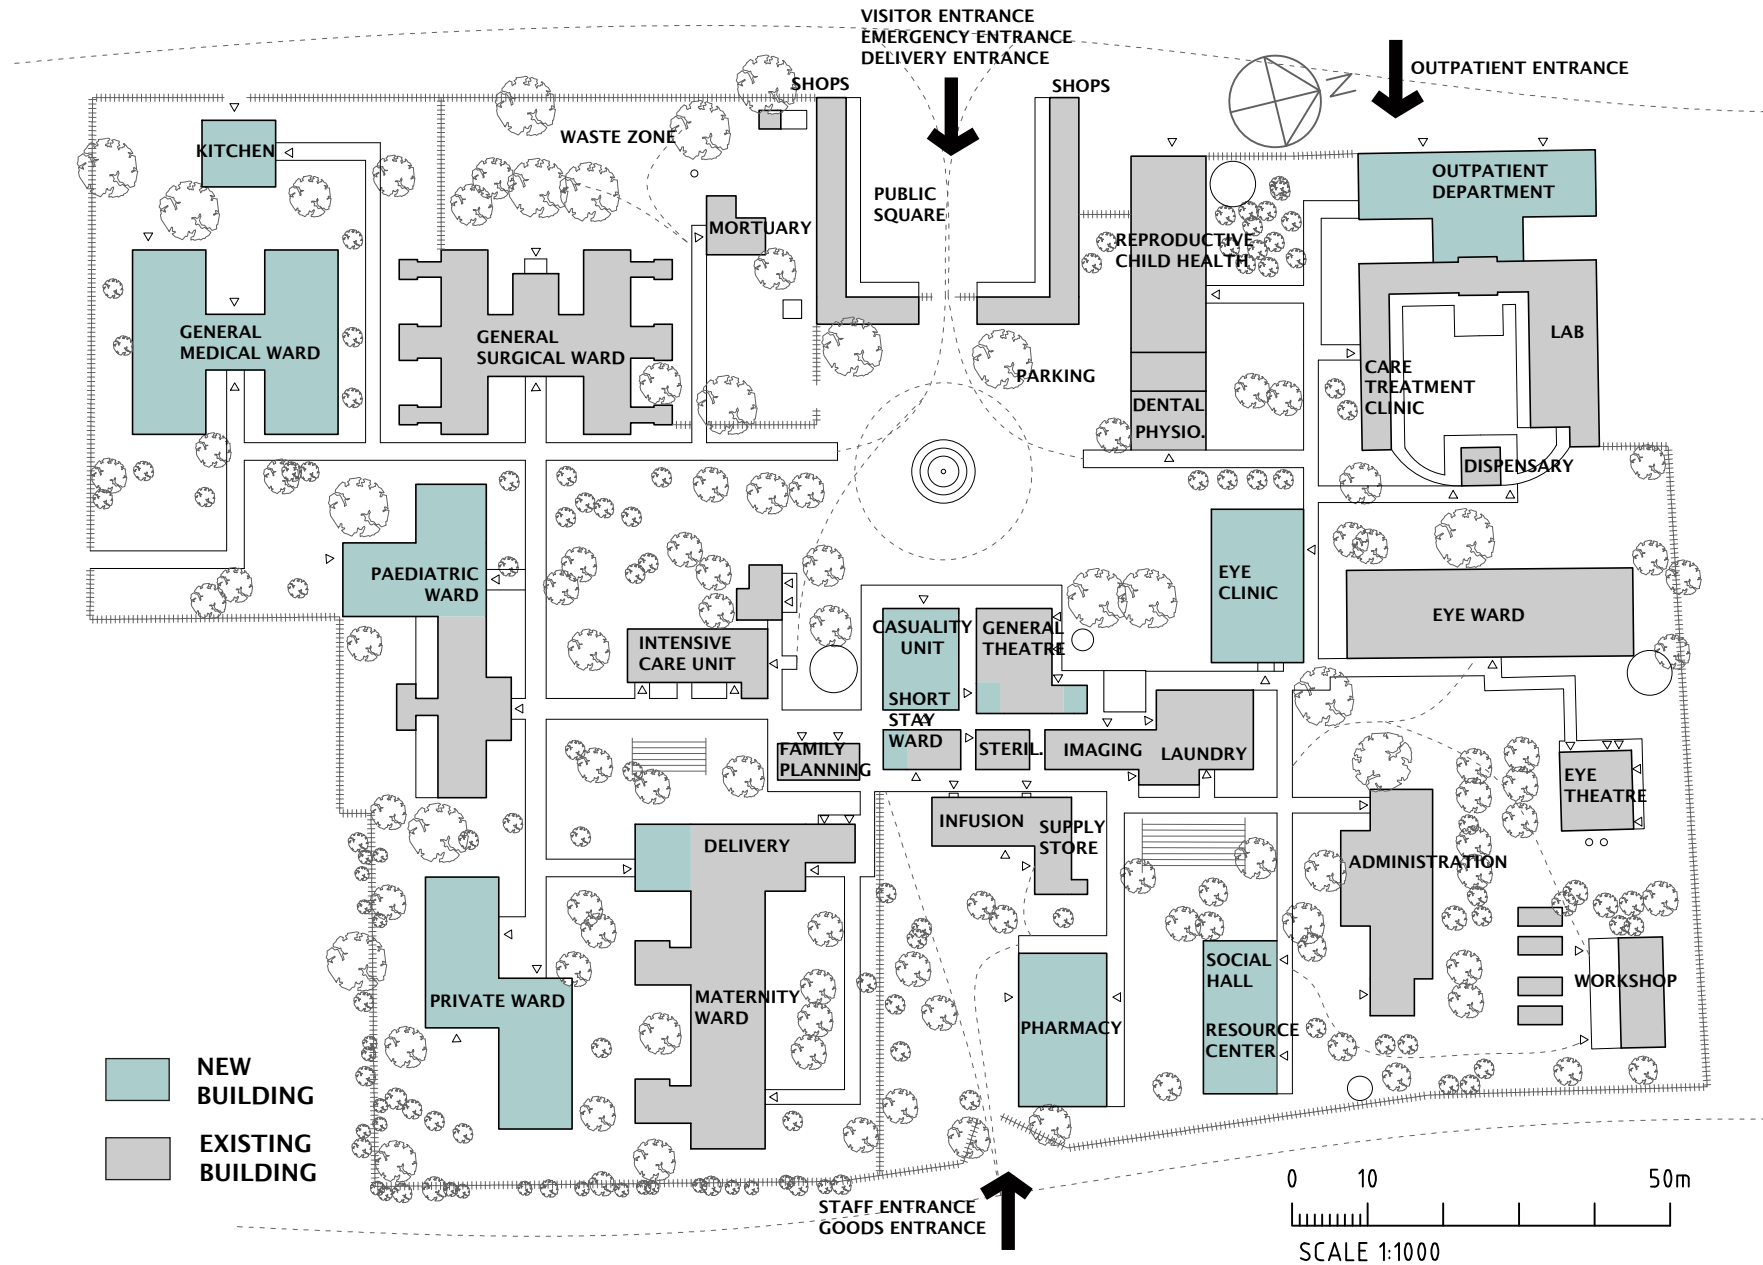 VISITOR ENTRANCE
EMERGENCY ENTRANCE
DELIVERY ENTRANCE
OUTPATIENT ENTRANCE
N
SHOPS
SHOPS
WASTE ZONE
KITCHEN
PUBLIC
SQUARE
MORTUARY
OUTPATIENT
DEPARTMENT
REPRODUCTIVE
CHILD HEALTH
GENERAL
MEDICAL WARD
GENERAL
SURGICAL WARD
LAB
PARKING
CARE
TREATMENT
CLINIC
DENTAL
PHYSIO.
DISPENSARY
PAEDIATRIC
WARD
EYE
CLINIC
EYE WARD
INTENSIVE
CARE UNIT
CASUALITY
UNIT
GENERAL
THEATRE
SHORT
STAY
WARD
FAMILY
PLANNING
STERIL.
IMAGING
LAUNDRY
EYE
THEATRE
INFUSION
SUPPLY
STORE
DELIVERY
ADMINISTRATION
PRIVATE WARD
MATERNITY
WARD
PHARMACY
SOCIAL
HALL
RESOURCE
CENTER
WORKSHOP
NEW
BUILDING
EXISTING
BUILDING
STAFF ENTRANCE
GOODS ENTRANCE
0 10 50m
SCALE 1:1000